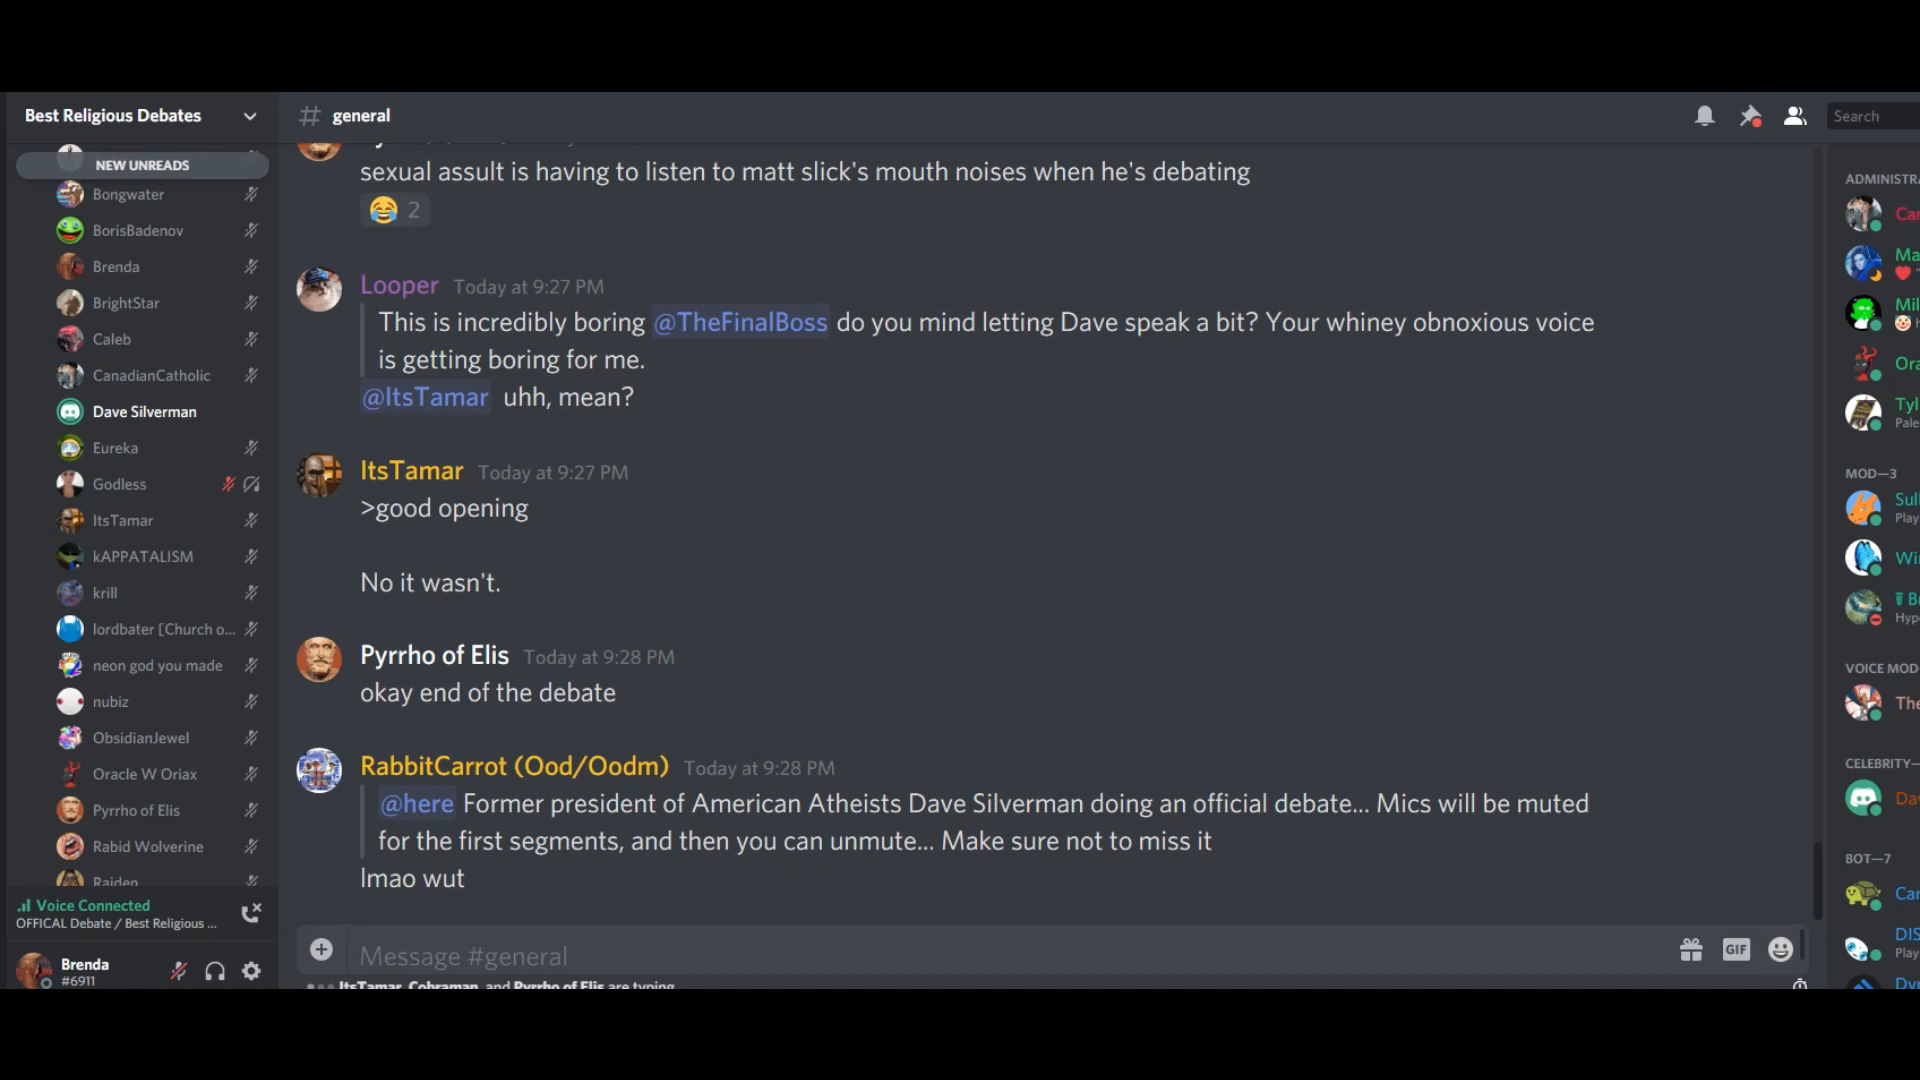 Best Religious Debates
general
Search
NEW UNREADS
Bongwater
BorisBadenov
Brenda
BrightStar
Caleb
CanadianCatholic
Dave Silverman
Eureka
Godless
ItsTamar
kAPPATALISM
krill
lordbater [Church o...
neon god you made
nubiz
ObsidianJewel
Oracle W Oriax
Pyrrho of Elis
Rabid Wolverine
Raiden
Voice Connected
OFFICAL Debate / Best Religious ...
Brenda
#6911
sexual assult is having to listen to matt slick's mouth noises when he's debating
😂 2
Looper Today at 9:27 PM
This is incredibly boring @TheFinalBoss do you mind letting Dave speak a bit? Your whiney obnoxious voice
is getting boring for me.
@ItsTamar uhh, mean?
ItsTamar Today at 9:27 PM
>good opening
No it wasn't.
Pyrrho of Elis Today at 9:28 PM
okay end of the debate
RabbitCarrot (Ood/Oodm) Today at 9:28 PM
@here Former president of American Atheists Dave Silverman doing an official debate... Mics will be muted
for the first segments, and then you can unmute... Make sure not to miss it
lmao wut
Message #general
GIF
ItsTamar, Cobraman, and Pyrrho of Elis are typing
ADMINISTRA
Car
Ma
Mil
Ora
Tyl
Pale
MOD—3
Sul
Play
Wi
Br
Hype
VOICE MOD
The
CELEBRITY—
Da
BOT—7
Car
DIS
Play
Dy